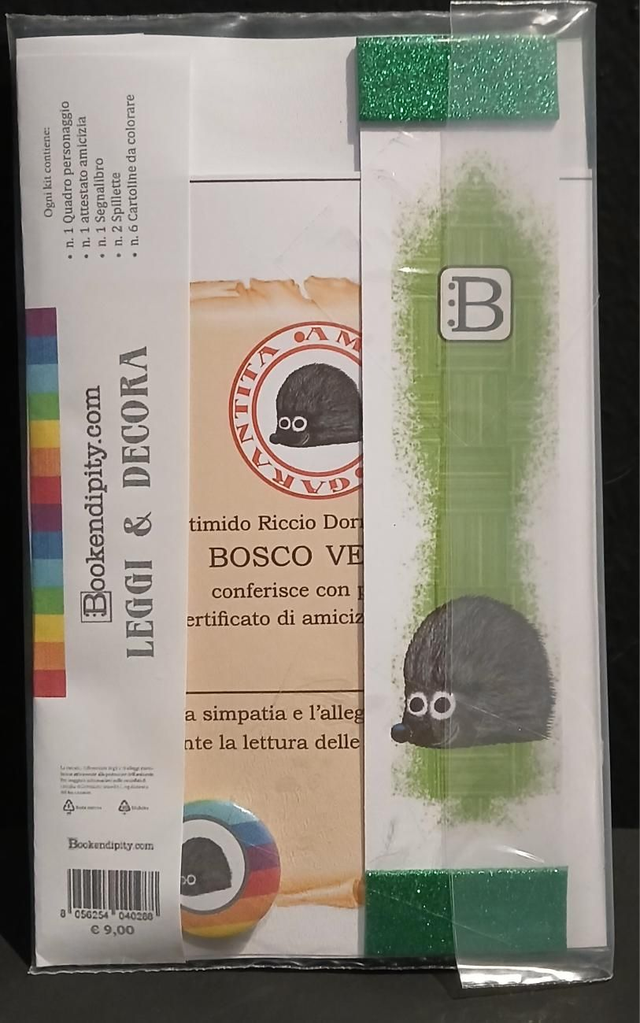 Ogni kit contiene:
• n. 1 Quadro personaggio
• n. 1 attestato amicizia
• n. 1 Segnalibro
• n. 2 Spillette
• n. 6 Cartoline da colorare
Bookendipity.com
LEGGI & DECORA
Bookendipity.com
8 056254 040288
€ 9,00
GARANTITA • AM
timido Riccio Dor
BOSCO VE
conferisce con p
ertificato di amiciz
a simpatia e l'alleg
nte la lettura delle
B